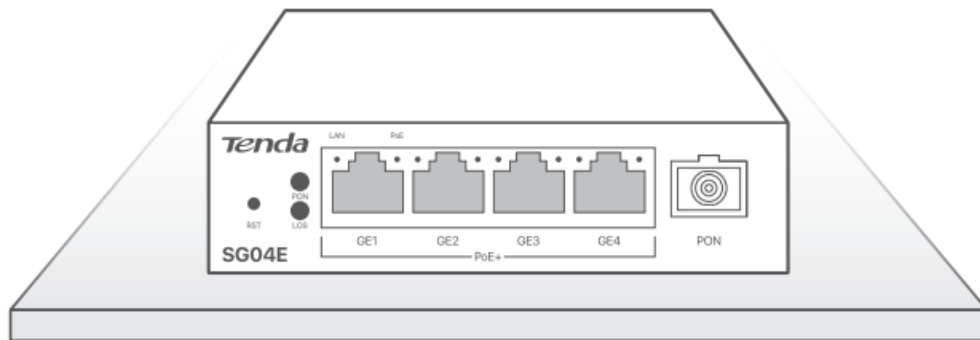 LAN PoE
Tenda
PON
RST LOS
GE1 GE2 GE3 GE4 PON
SG04E
PoE+